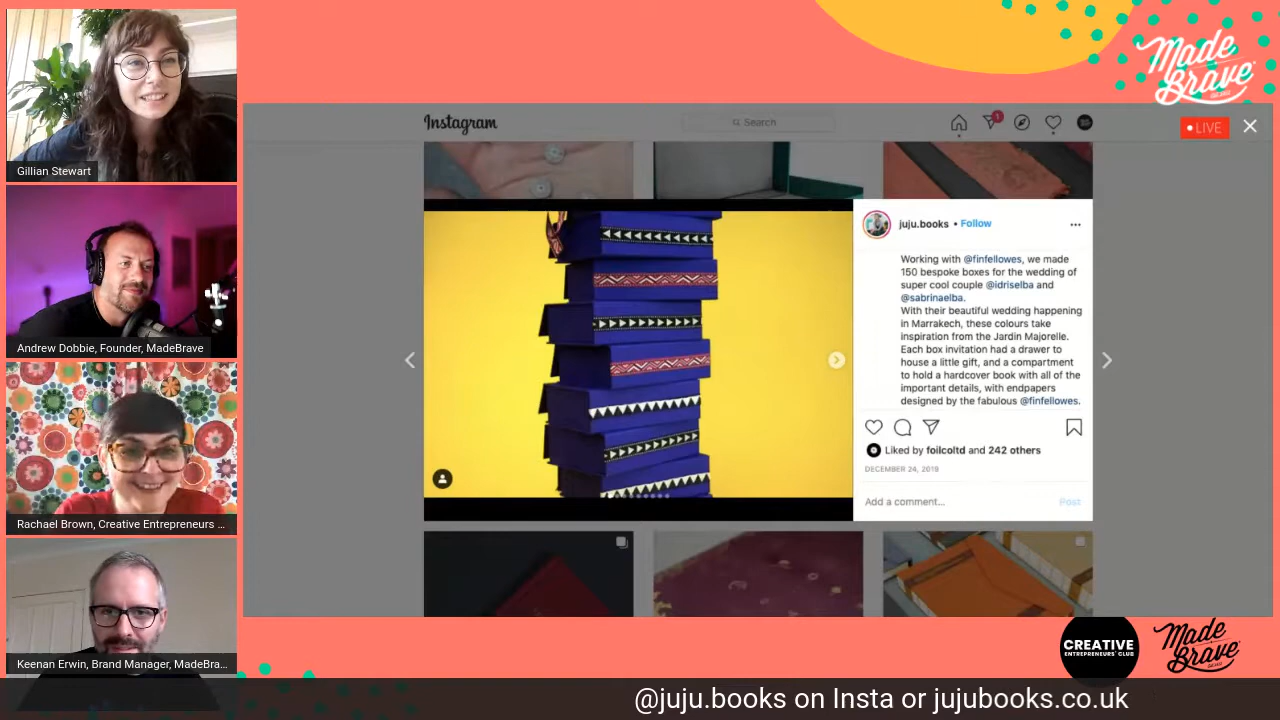 Made
Brave
Instagram
Search
1
LIVE
Gillian Stewart
Andrew Dobbie, Founder, MadeBrave
Rachael Brown, Creative Entrepreneurs …
Keenan Erwin, Brand Manager, MadeBra…
juju.books • Follow
Working with @finfellowes, we made
150 bespoke boxes for the wedding of
super cool couple @idriselba and
@sabrinaelba.
With their beautiful wedding happening
in Marrakech, these colours take
inspiration from the Jardin Majorelle.
Each box invitation had a drawer to
house a little gift, and a compartment
to hold a hardcover book with all of the
important details, with endpapers
designed by the fabulous @finfellowes.
Liked by foilcoltd and 242 others
DECEMBER 24, 2019
Add a comment...
Post
CREATIVE
ENTREPRENEURS' CLUB
Made
Brave
@juju.books on Insta or jujubooks.co.uk